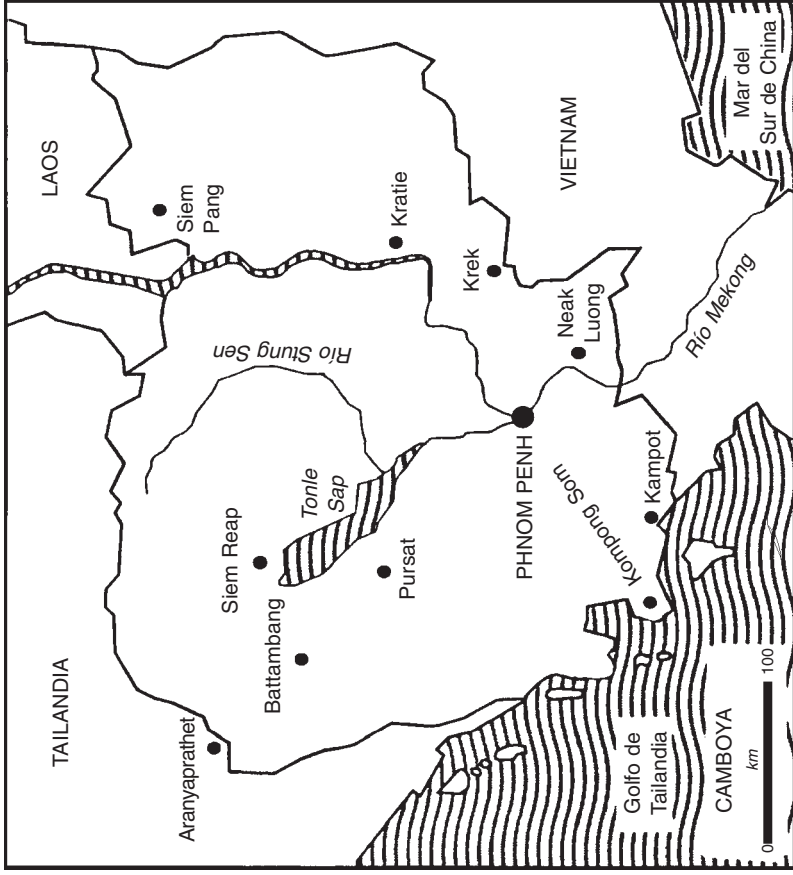 TAILANDIA
LAOS
Siem
Pang
Aranyaprathet
Siem Reap
Battambang
Tonle
Sap
Río Stung Sen
Pursat
Kratie
Krek
VIETNAM
Neak
Luong
PHNOM PENH
Kompong Som
Kampot
Río Mekong
Golfo de
Tailandia
Mar del
Sur de China
CAMBOYA
km
0
100